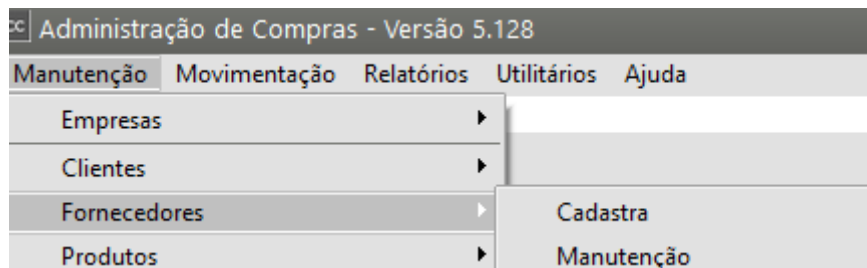 Administração de Compras - Versão 5.128
Manutenção Movimentação Relatórios Utilitários Ajuda
Empresas
Clientes
Fornecedores Cadastra
Produtos Manutenção